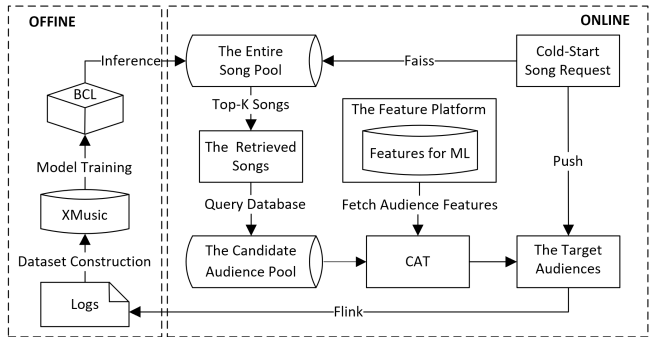 OFFINE
ONLINE
Inference
The Entire
Song Pool
Faiss
Cold-Start
Song Request
BCL
Top-K Songs
The Feature Platform
Features for ML
The Retrieved
Songs
Push
Model Training
XMusic
Query Database
Fetch Audience Features
Dataset Construction
The Candidate
Audience Pool
CAT
The Target
Audiences
Logs
Flink